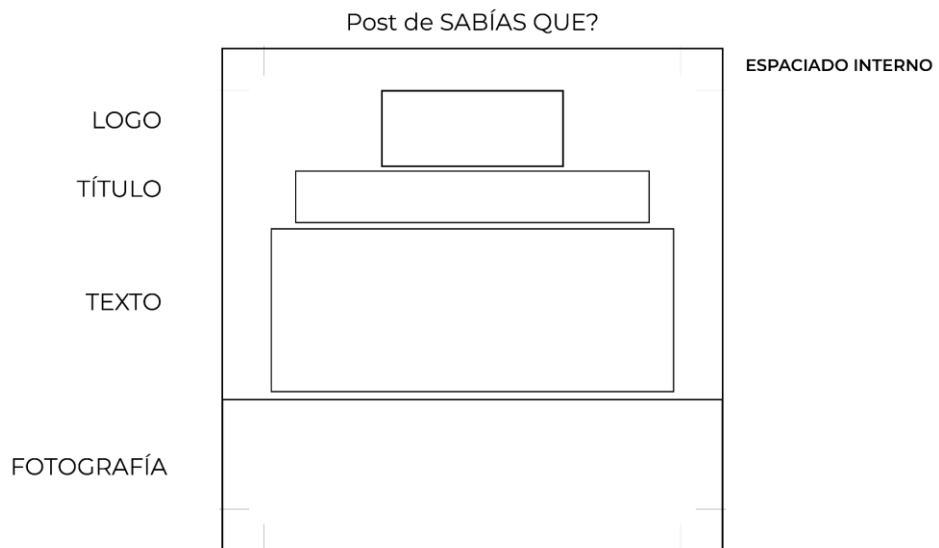 Post de SABÍAS QUE?
ESPACIADO INTERNO
LOGO
TÍTULO
TEXTO
FOTOGRAFÍA